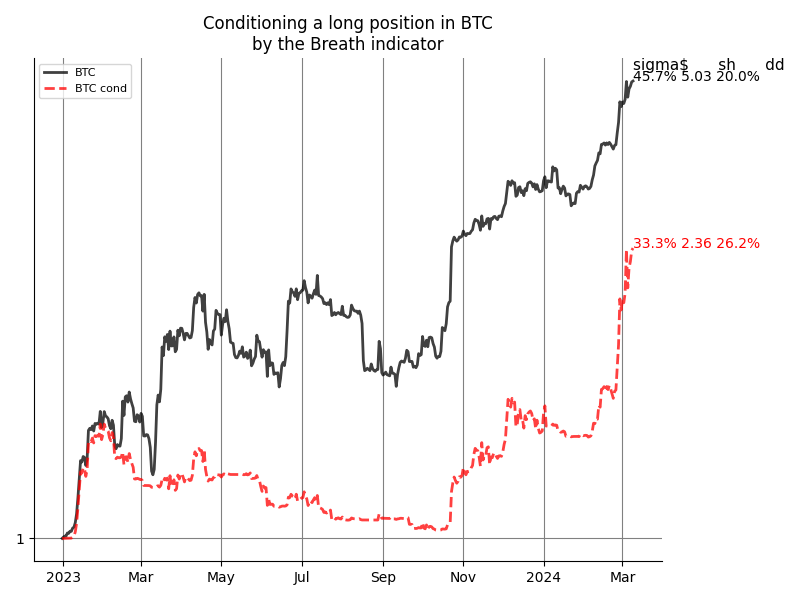 Conditioning a long position in BTC
by the Breath indicator
sigma$ sh dd
45.7% 5.03 20.0%
BTC
BTC cond
33.3% 2.36 26.2%
1
2023 Mar May Jul Sep Nov 2024 Mar